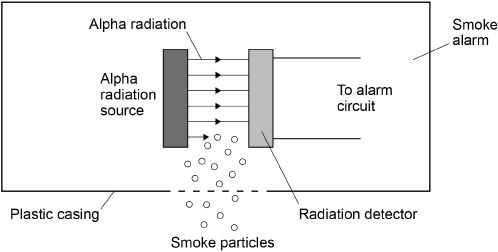 Alpha radiation
Smoke
alarm
Alpha
radiation
source
To alarm
circuit
Plastic casing
Radiation detector
Smoke particles